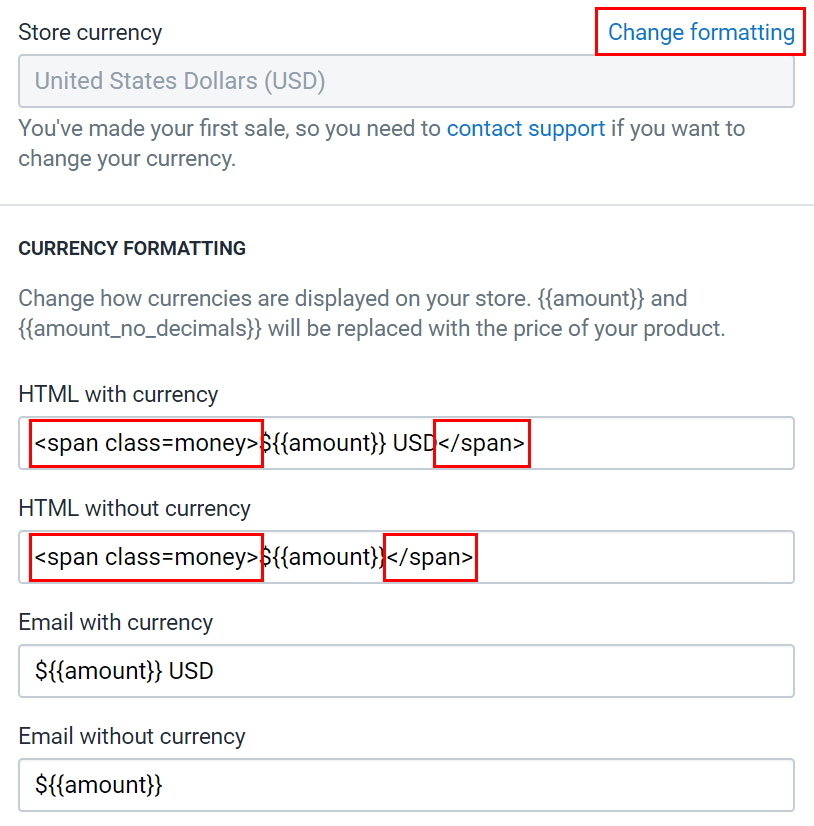 Store currency
Change formatting
United States Dollars (USD)
You've made your first sale, so you need to contact support if you want to
change your currency.
CURRENCY FORMATTING
Change how currencies are displayed on your store. {{amount}} and
{{amount_no_decimals}} will be replaced with the price of your product.
HTML with currency
<span class=money>${{amount}} USD</span>
HTML without currency
<span class=money>${{amount}}</span>
Email with currency
${{amount}} USD
Email without currency
${{amount}}